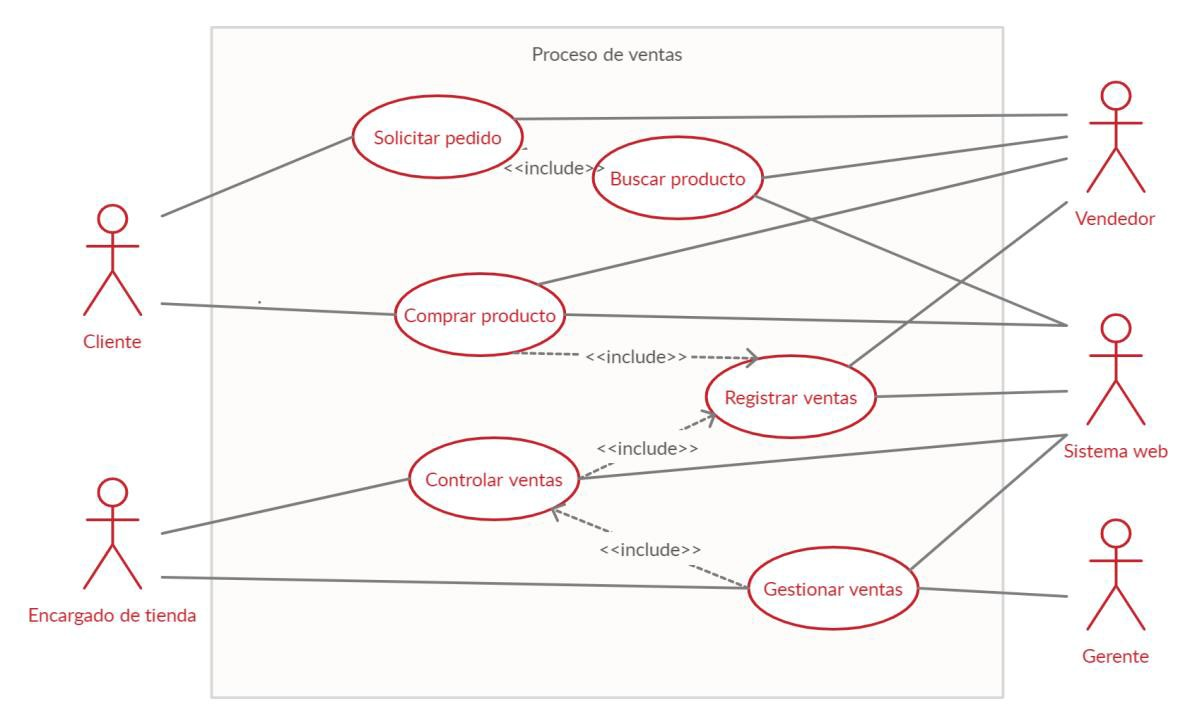 Proceso de ventas
Solicitar pedido
<<include>>
Buscar producto
Vendedor
Cliente
Comprar producto
<<include>>
Registrar ventas
<<include>>
Controlar ventas
Sistema web
<<include>>
Gestionar ventas
Encargado de tienda
Gerente